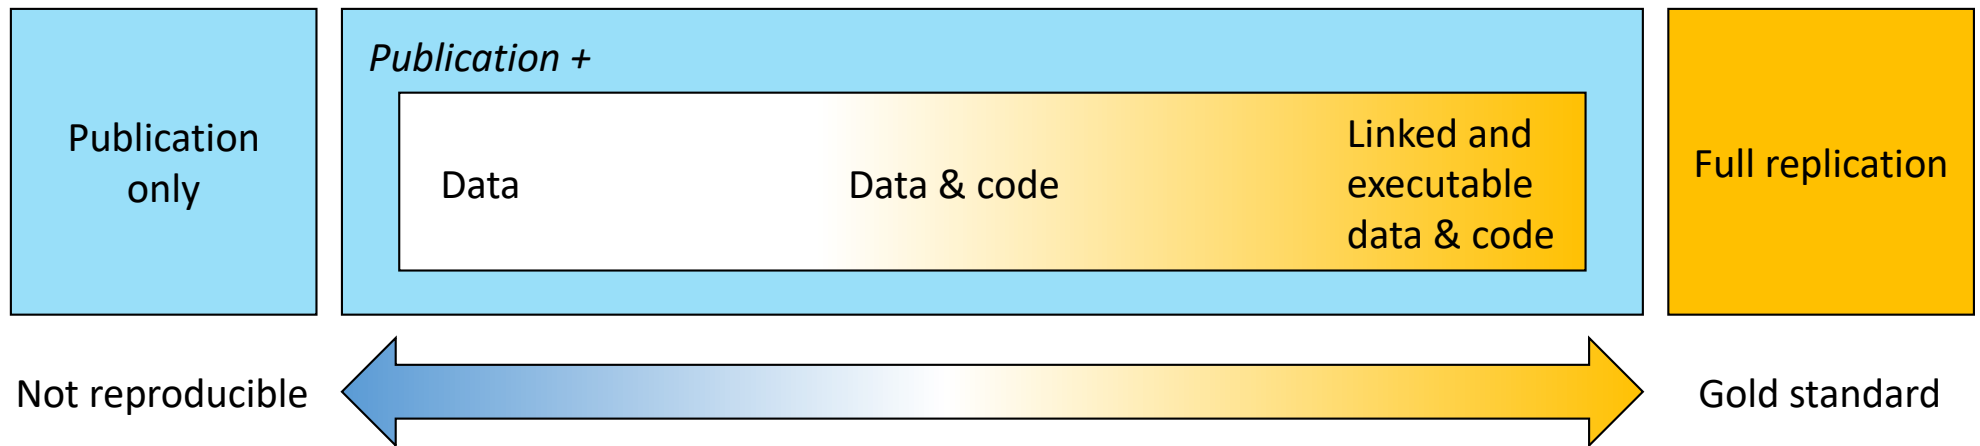 Publication
only
Publication +
Data
Data & code
Linked and
executable
data & code
Full replication
Not reproducible
Gold standard